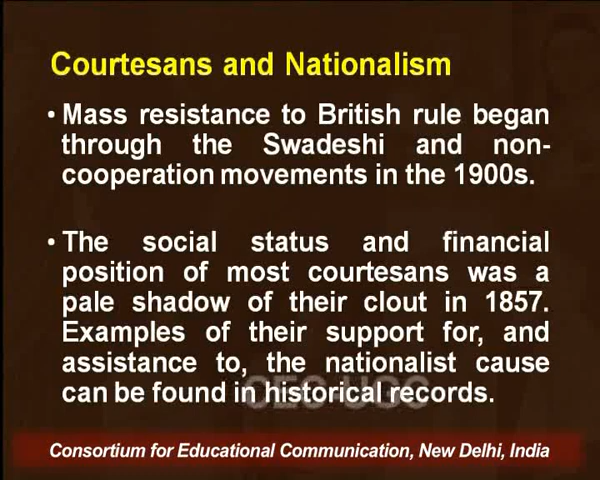 Courtesans and Nationalism
• Mass resistance to British rule began
through the Swadeshi and non-
cooperation movements in the 1900s.
• The social status and financial
position of most courtesans was a
pale shadow of their clout in 1857.
Examples of their support for, and
assistance to, the nationalist cause
can be found in historical records.
CEC-UGC
Consortium for Educational Communication, New Delhi, India